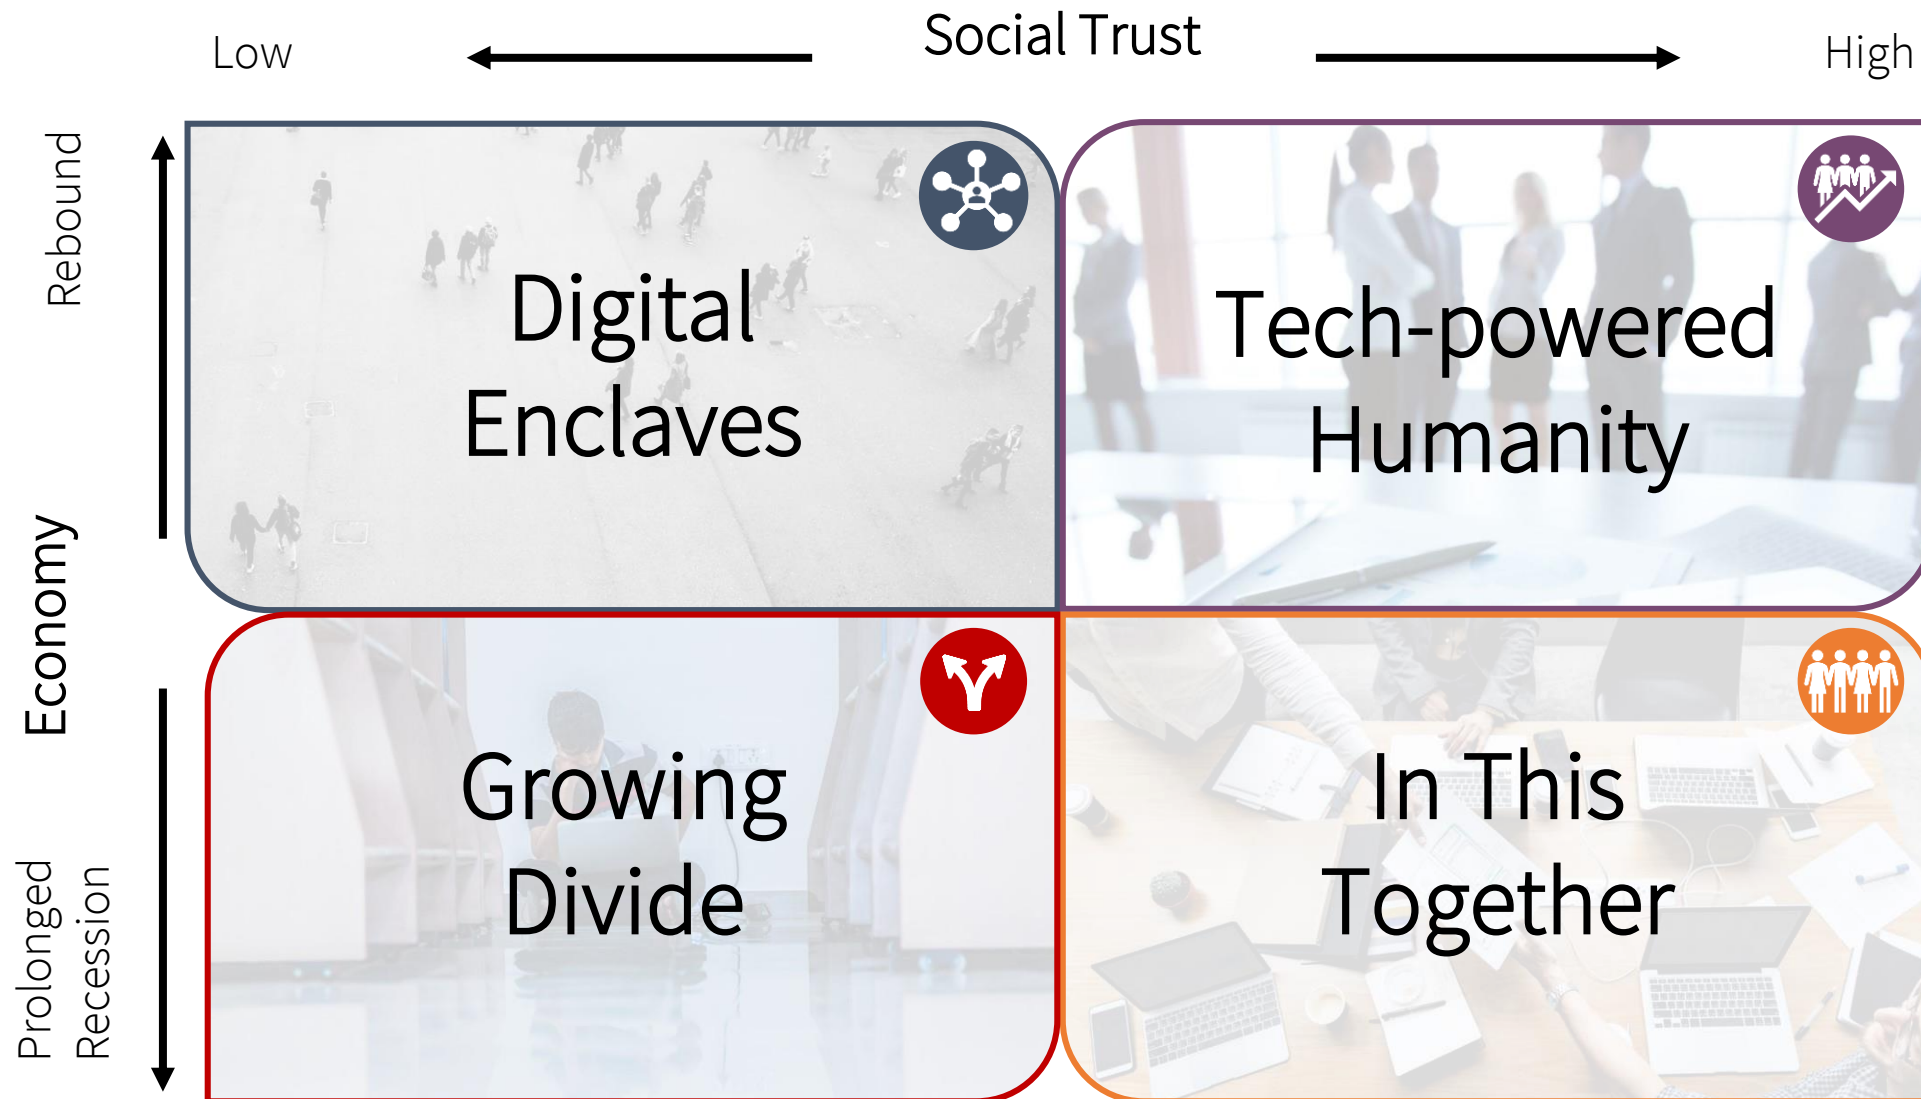 Social Trust
Low
High
Rebound
Economy
Prolonged
Recession
Digital
Enclaves
Tech-powered
Humanity
Growing
Divide
In This
Together